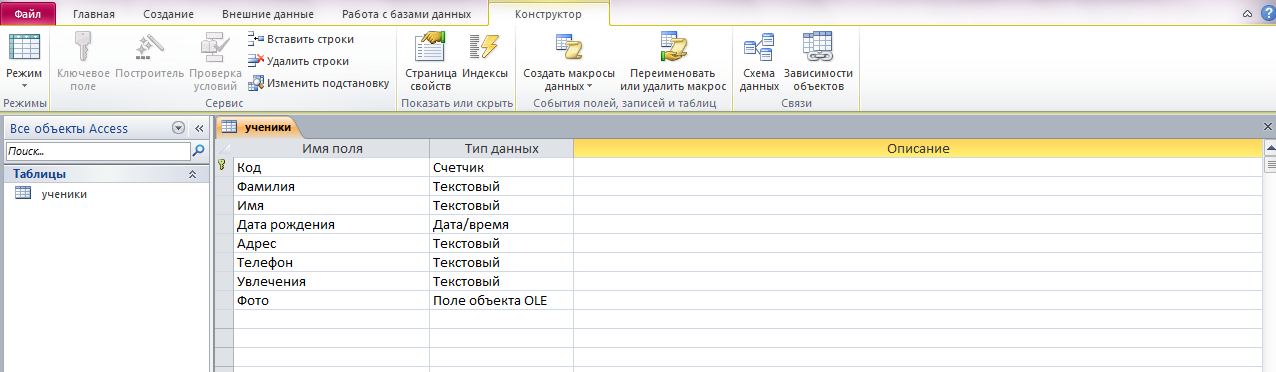 Файл Главная Создание Внешние данные Работа с базами данных Конструктор
Режим
Ключевое поле
Построитель
Проверка условий
Вставить строки
Удалить строки
Изменить подстановку
Страница свойств
Индексы
Создать макросы данных
Переименовать или удалить макрос
Схема данных
Зависимости объектов
Режимы Сервис Показать или скрыть События полей, записей и таблиц Связи
Все объекты Access «
Поиск...
Таблицы
ученики
ученики
Имя поля Тип данных Описание
Код Счетчик
Фамилия Текстовый
Имя Текстовый
Дата рождения Дата/время
Адрес Текстовый
Телефон Текстовый
Увлечения Текстовый
Фото Поле объекта OLE